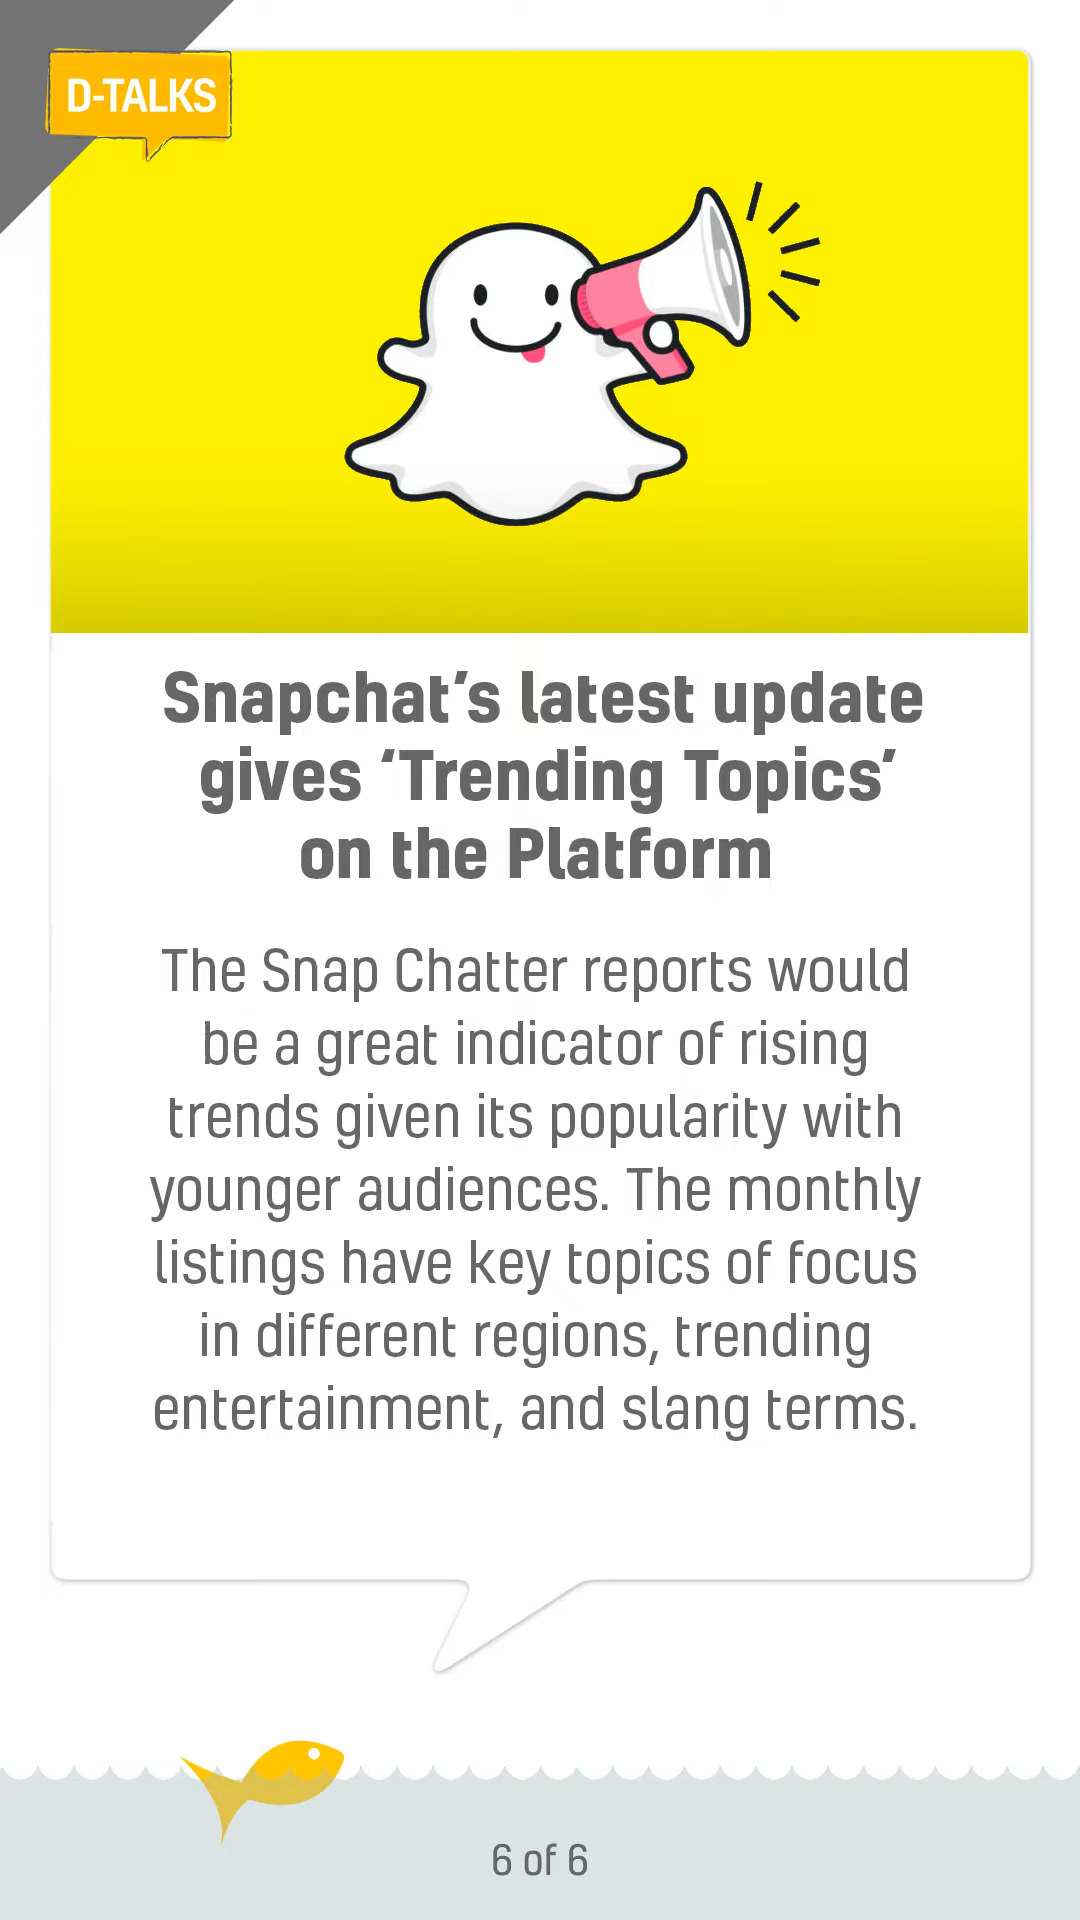 D-TALKS
Snapchat’s latest update
gives ‘Trending Topics’
on the Platform
The Snap Chatter reports would
be a great indicator of rising
trends given its popularity with
younger audiences. The monthly
listings have key topics of focus
in different regions, trending
entertainment, and slang terms.
6 of 6